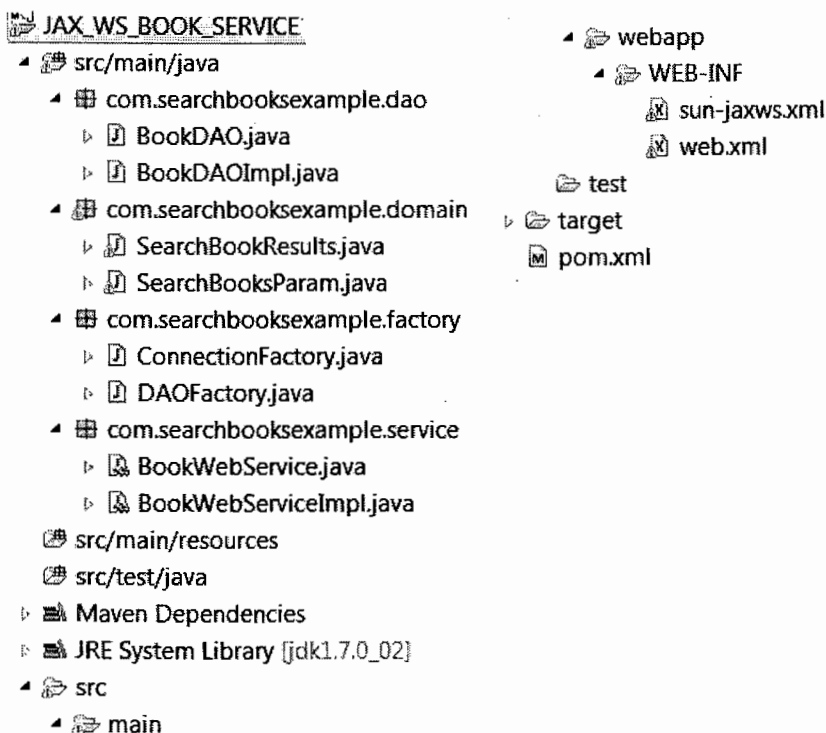 JAX_WS_BOOK_SERVICE
src/main/java
com.searchbooksexample.dao
BookDAO.java
BookDAOImpl.java
com.searchbooksexample.domain
SearchBookResults.java
SearchBooksParam.java
com.searchbooksexample.factory
ConnectionFactory.java
DAOFactory.java
com.searchbooksexample.service
BookWebService.java
BookWebServiceImpl.java
src/main/resources
src/test/java
Maven Dependencies
JRE System Library [jdk1.7.0_02]
src
main
webapp
WEB-INF
sun-jaxws.xml
web.xml
test
target
pom.xml